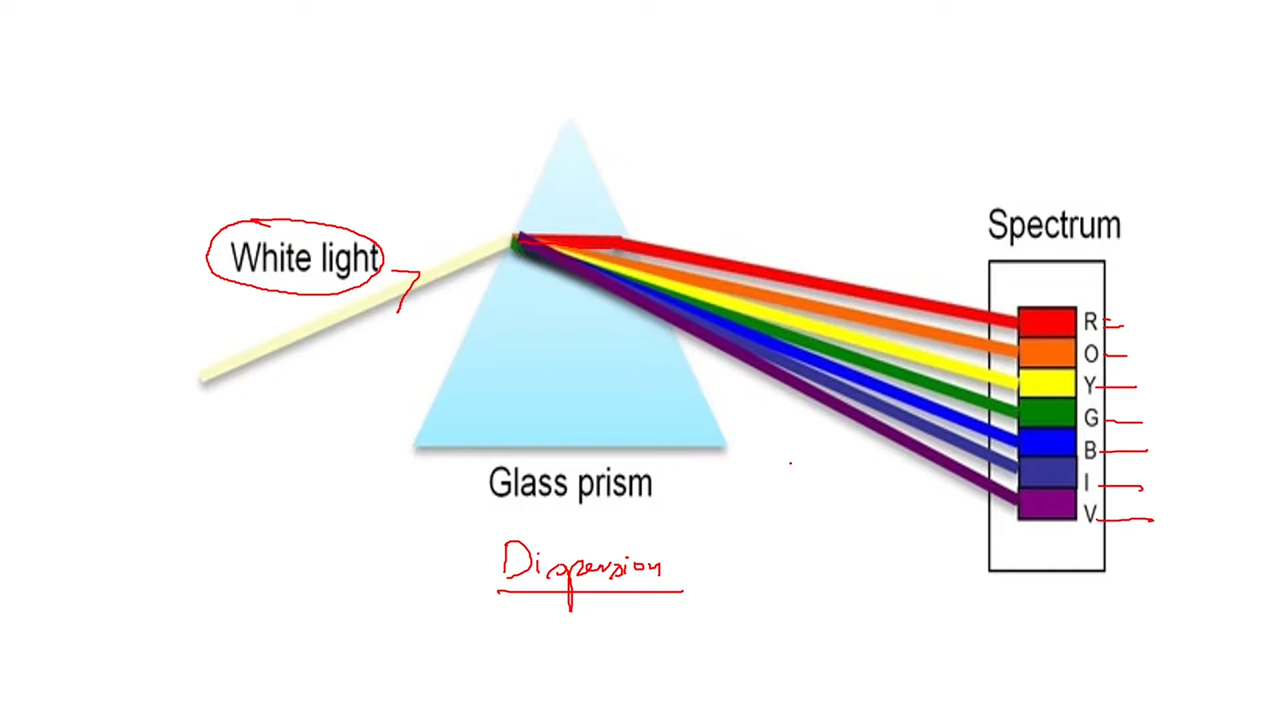 White light
Spectrum
R
O
Y
G
B
I
V
Glass prism
Dispersion